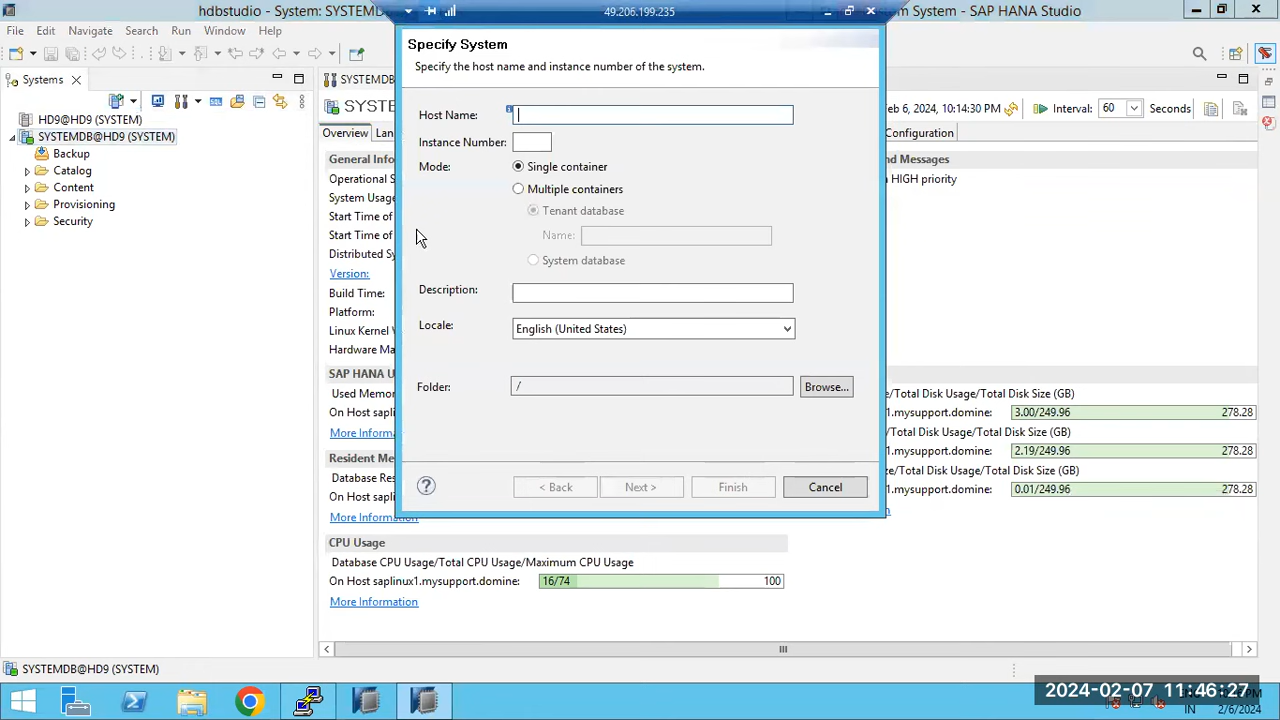 hdbstudio - System: SYSTEMD
49.206.199.235
System - SAP HANA Studio
File Edit Navigate Search Run Window Help
Systems
HD9@HD9 (SYSTEM)
SYSTEMDB@HD9 (SYSTEM)
Backup
Catalog
Content
Provisioning
Security
Specify System
Specify the host name and instance number of the system.
Host Name:
Instance Number:
Mode:
Single container
Multiple containers
Tenant database
Name:
System database
Description:
Locale:
English (United States)
Folder:
/
Browse...
< Back
Next >
Finish
Cancel
SYSTEMD
SYSTE
eb 6, 2024, 10:14:30 PM
Interval:
60
Seconds
Overview
Lan
Configuration
General Info
and Messages
Operational S
a HIGH priority
System Usage
Start Time of
Start Time of
Distributed Sy
Version:
Build Time:
Platform:
Linux Kernel V
Hardware Ma
SAP HANA U
Used Memor
e/Total Disk Usage/Total Disk Size (GB)
On Host sapli
1.mysupport.domine:
3.00/249.96
278.28
More Informa
/Total Disk Usage/Total Disk Size (GB)
Resident Me
1.mysupport.domine:
2.19/249.96
278.28
Database Res
e/Total Disk Usage/Total Disk Size (GB)
On Host sap
1.mysupport.domine:
0.01/249.96
278.28
More Information
CPU Usage
Database CPU Usage/Total CPU Usage/Maximum CPU Usage
On Host saplinux1.mysupport.domine:
16/74
100
More Information
SYSTEMDB@HD9 (SYSTEM)
2024-02-07 11:46:27
IN
2/6/2024